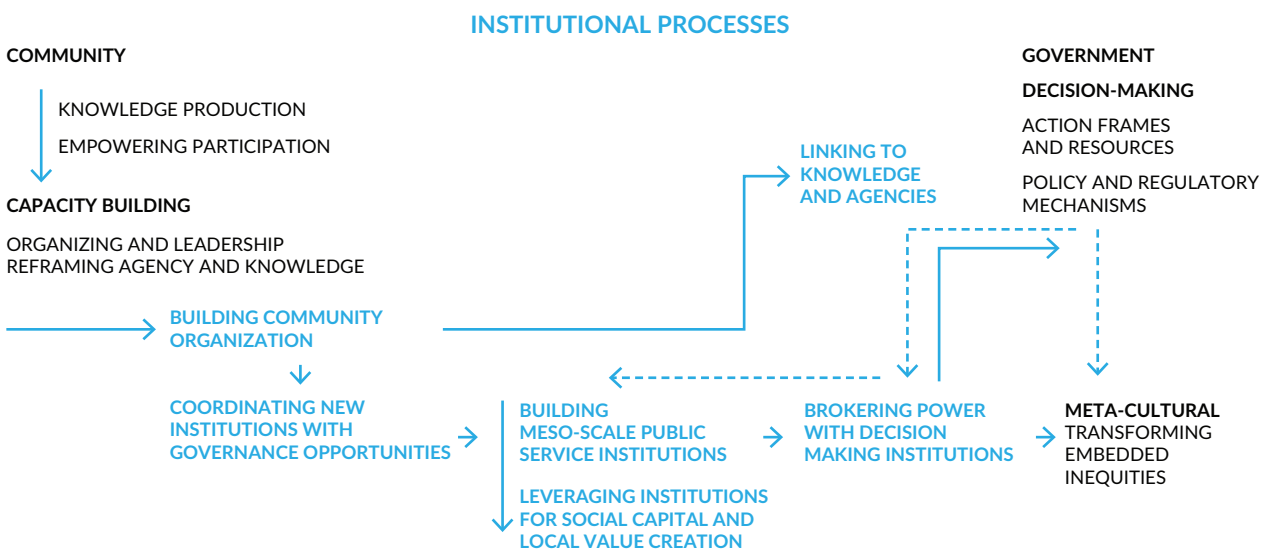 INSTITUTIONAL PROCESSES
COMMUNITY
KNOWLEDGE PRODUCTION
EMPOWERING PARTICIPATION
CAPACITY BUILDING
ORGANIZING AND LEADERSHIP
REFRAMING AGENCY AND KNOWLEDGE
GOVERNMENT
DECISION-MAKING
ACTION FRAMES
AND RESOURCES
POLICY AND REGULATORY
MECHANISMS
LINKING TO
KNOWLEDGE
AND AGENCIES
BUILDING COMMUNITY
ORGANIZATION
COORDINATING NEW
INSTITUTIONS WITH
GOVERNANCE OPPORTUNITIES
BUILDING
MESO-SCALE PUBLIC
SERVICE INSTITUTIONS
LEVERAGING INSTITUTIONS
FOR SOCIAL CAPITAL AND
LOCAL VALUE CREATION
BROKERING POWER
WITH DECISION
MAKING INSTITUTIONS
META-CULTURAL
TRANSFORMING
EMBEDDED
INEQUITIES